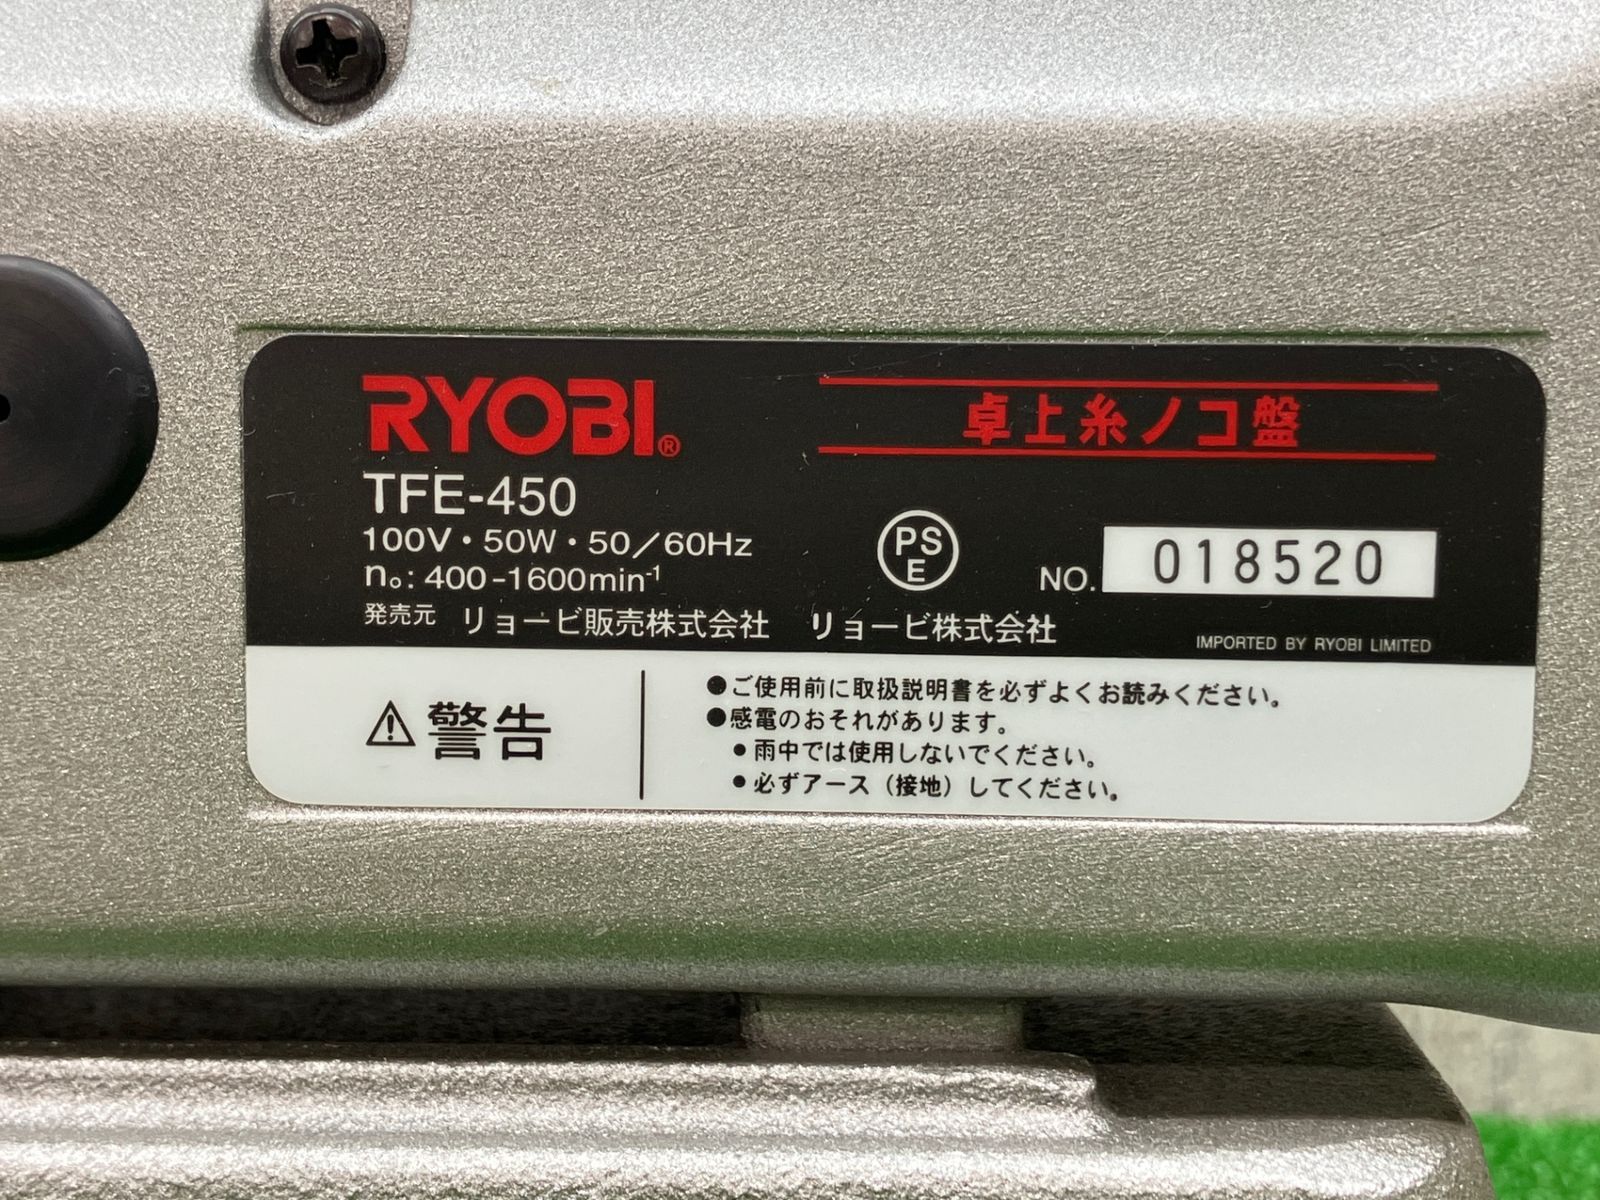 RYOBI®
卓上糸ノコ盤
TFE-450
100V・50W・50／60Hz
n₀: 400-1600min⁻¹
PS
E
NO. 018520
発売元 リョービ販売株式会社 リョービ株式会社
IMPORTED BY RYOBI LIMITED
⚠警告
●ご使用前に取扱説明書を必ずよくお読みください。
●感電のおそれがあります。
・雨中では使用しないでください。
・必ずアース（接地）してください。